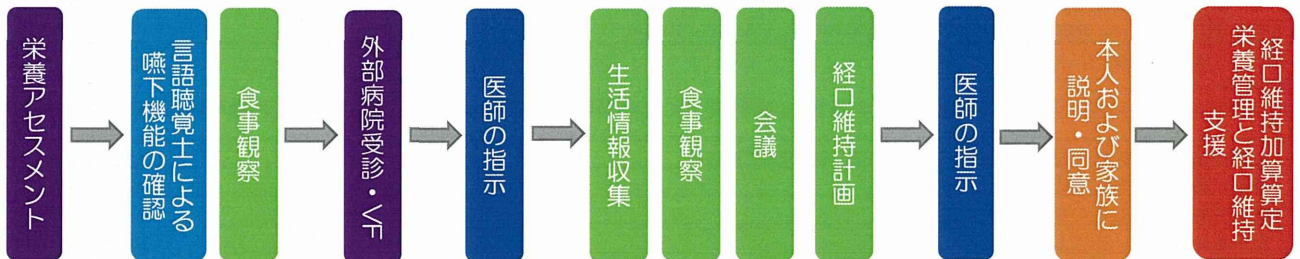 栄養アセスメント
言語聴覚士による
嚥下機能の確認
食事観察
外部病院受診・VF
医師の指示
生活情報収集
食事観察
会議
経口維持計画
医師の指示
本人および家族に
説明・同意
経口維持加算算定
栄養管理と経口維持
支援